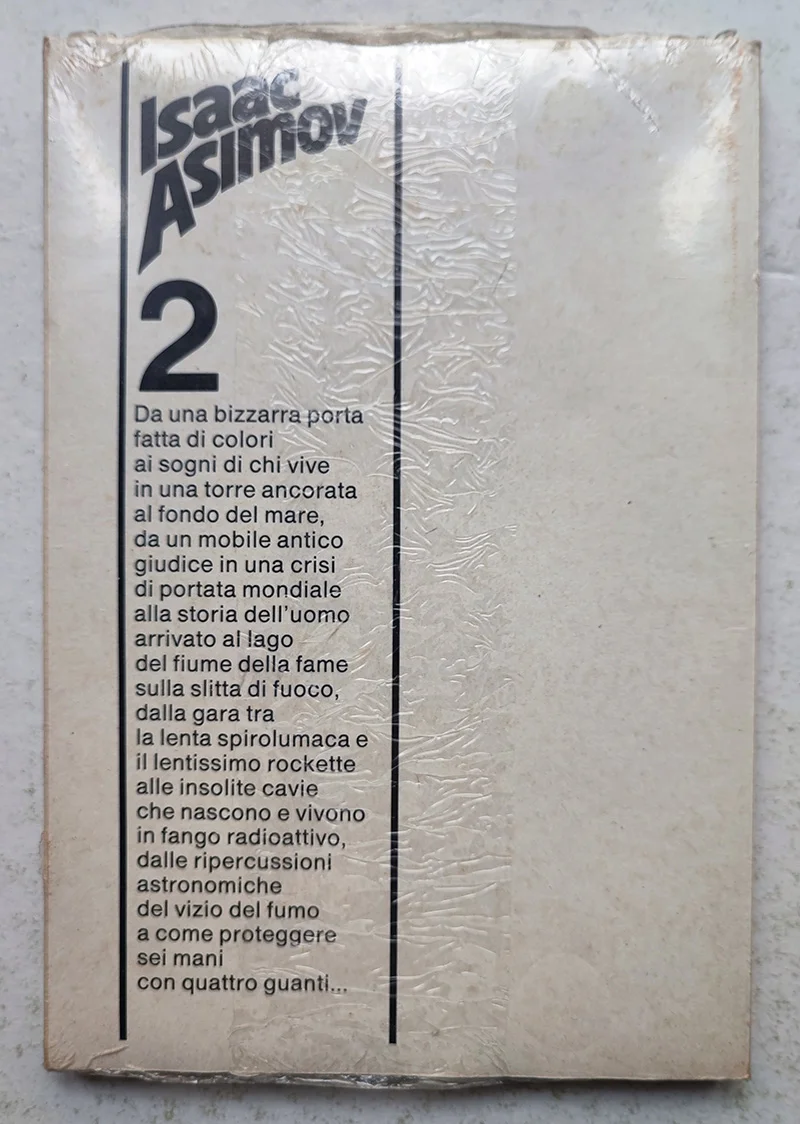 Isaac
Asimov
2
Da una bizzarra porta
fatta di colori
ai sogni di chi vive
in una torre ancorata
al fondo del mare,
da un mobile antico
giudice in una crisi
di portata mondiale
alla storia dell'uomo
arrivato al lago
del fiume della fame
sulla slitta di fuoco,
dalla gara tra
la lenta spirolumaca e
il lentissimo rockette
alle insolite cavie
che nascono e vivono
in fango radioattivo,
dalle ripercussioni
astronomiche
del vizio del fumo
a come proteggere
sei mani
con quattro guanti...